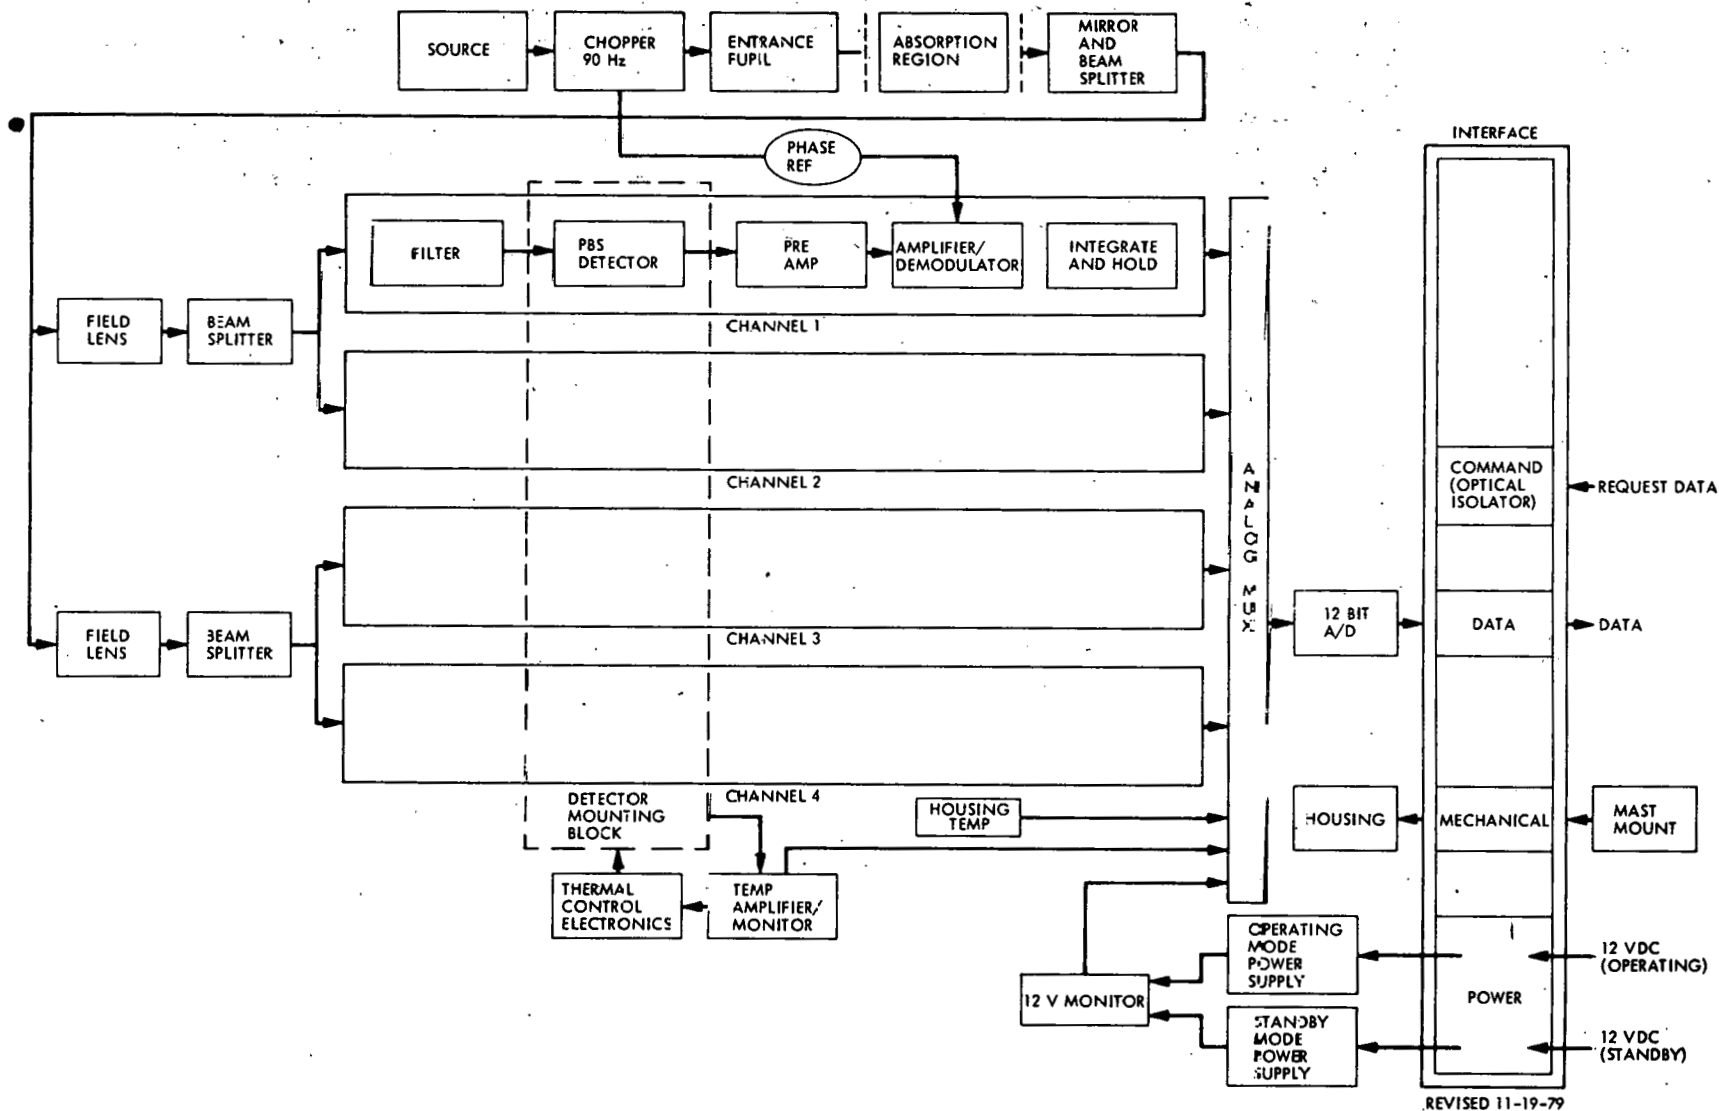 SOURCE
CHOPPER
90 Hz
ENTRANCE
FUPIL
ABSORPTION
REGION
MIRROR
AND
BEAM
SPLITTER
PHASE
REF
INTERFACE
FILTER
PBS
DETECTOR
PRE
AMP
AMPLIFIER/
DEMODULATOR
INTEGRATE
AND HOLD
CHANNEL 1
FIELD
LENS
BEAM
SPLITTER
CHANNEL 2
ANALOG MUX
COMMAND
(OPTICAL
ISOLATOR)
REQUEST DATA
FIELD
LENS
BEAM
SPLITTER
CHANNEL 3
12 BIT
A/D
DATA
DATA
CHANNEL 4
DETECTOR
MOUNTING
BLOCK
HOUSING
TEMP
HOUSING
MECHANICAL
MAST
MOUNT
THERMAL
CONTROL
ELECTRONICS
TEMP
AMPLIFIER/
MONITOR
OPERATING
MODE
POWER
SUPPLY
12 VDC
(OPERATING)
12 V MONITOR
POWER
STANDBY
MODE
POWER
SUPPLY
12 VDC
(STANDBY)
REVISED 11-19-79